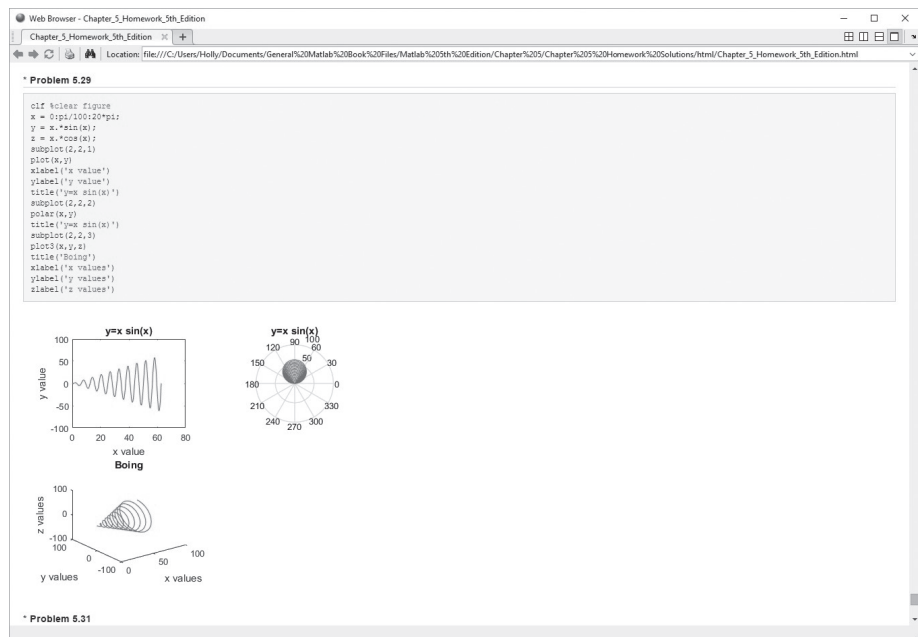 Web Browser - Chapter_5_Homework_5th_Edition
Chapter_5_Homework_5th_Edition
Location: file:///C:/Users/Holly/Documents/General%20Matlab%20Book%20Files/Matlab%205th%20Edition/Chapter%205/Chapter%205%20Homework%20Solutions/html/Chapter_5_Homework_5th_Edition.html
* Problem 5.29
clf %clear figure
x = 0:pi/100:20*pi;
y = x.*sin(x);
z = x.*cos(x);
subplot(2,2,1)
plot(x,y)
xlabel('x value')
ylabel('y value')
title('y=x sin(x)')
subplot(2,2,2)
polar(x,y)
title('y=x sin(x)')
subplot(2,2,3)
plot3(x,y,z)
title('Boing')
xlabel('x values')
ylabel('y values')
zlabel('z values')
y=x sin(x)
100
50
0
-50
-100
y value
0 20 40 60 80
x value
y=x sin(x)
90 100
120 60
50
150 30
180 0
210 330
240 300
270
Boing
100
0
-100
z values
100
0
-100
y values
0
50
100
x values
* Problem 5.31